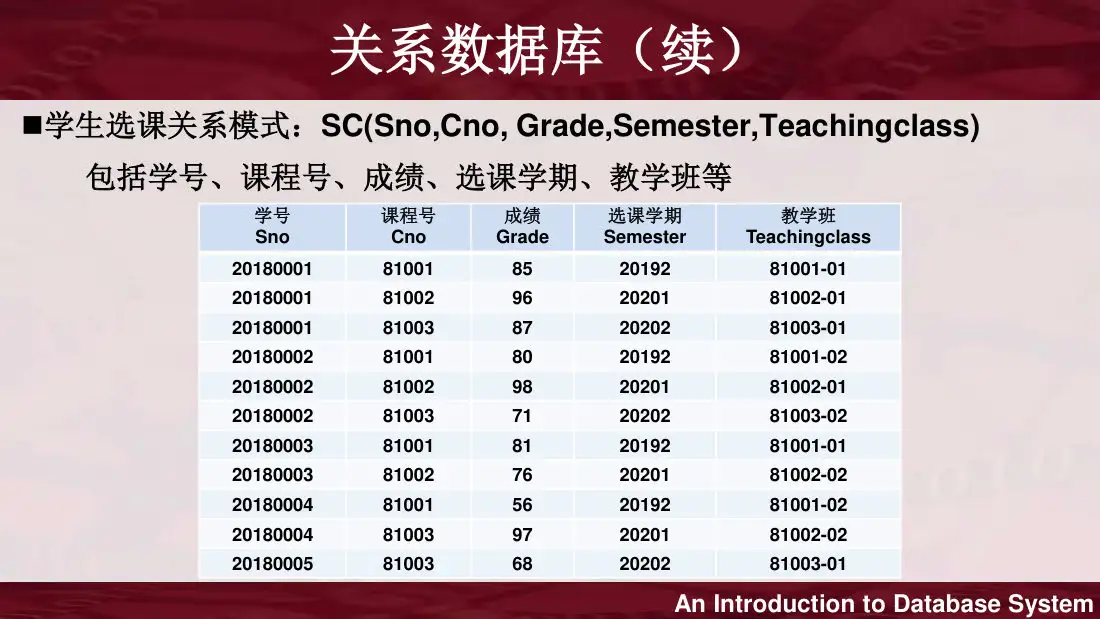 关系数据库（续）
■学生选课关系模式：SC(Sno,Cno, Grade,Semester,Teachingclass)
包括学号、课程号、成绩、选课学期、教学班等
学号 课程号 成绩 选课学期 教学班
Sno Cno Grade Semester Teachingclass
20180001 81001 85 20192 81001-01
20180001 81002 96 20201 81002-01
20180001 81003 87 20202 81003-01
20180002 81001 80 20192 81001-02
20180002 81002 98 20201 81002-01
20180002 81003 71 20202 81003-02
20180003 81001 81 20192 81001-01
20180003 81002 76 20201 81002-02
20180004 81001 56 20192 81001-02
20180004 81003 97 20201 81002-02
20180005 81003 68 20202 81003-01
An Introduction to Database System